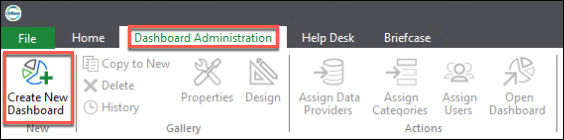 File Home Dashboard Administration Help Desk Briefcase
Create New
Dashboard
New
Copy to New
Delete
History
Properties
Design
Gallery
Assign Data
Providers
Assign
Categories
Assign
Users
Open
Dashboard
Actions